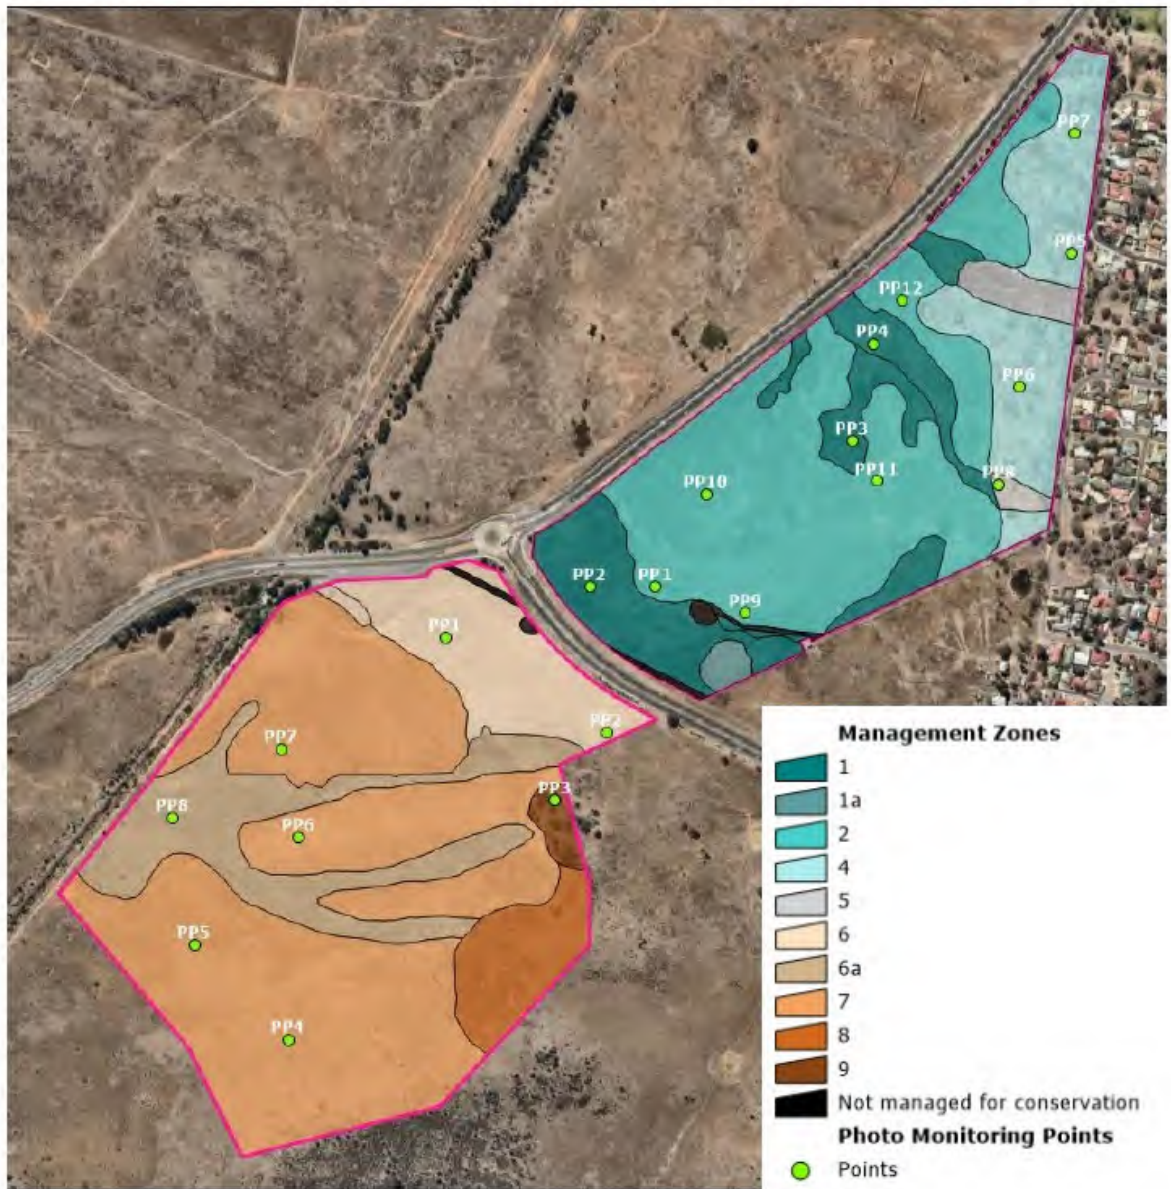 PP7
PP5
PP12
PP4
PP6
PP3
PP11
PP8
PP10
PP2
PP1
PP9
PP1
PP2
PP7
PP3
PP8
PP6
PP5
PP4
Management Zones
1
1a
2
4
5
6
6a
7
8
9
Not managed for conservation
Photo Monitoring Points
Points